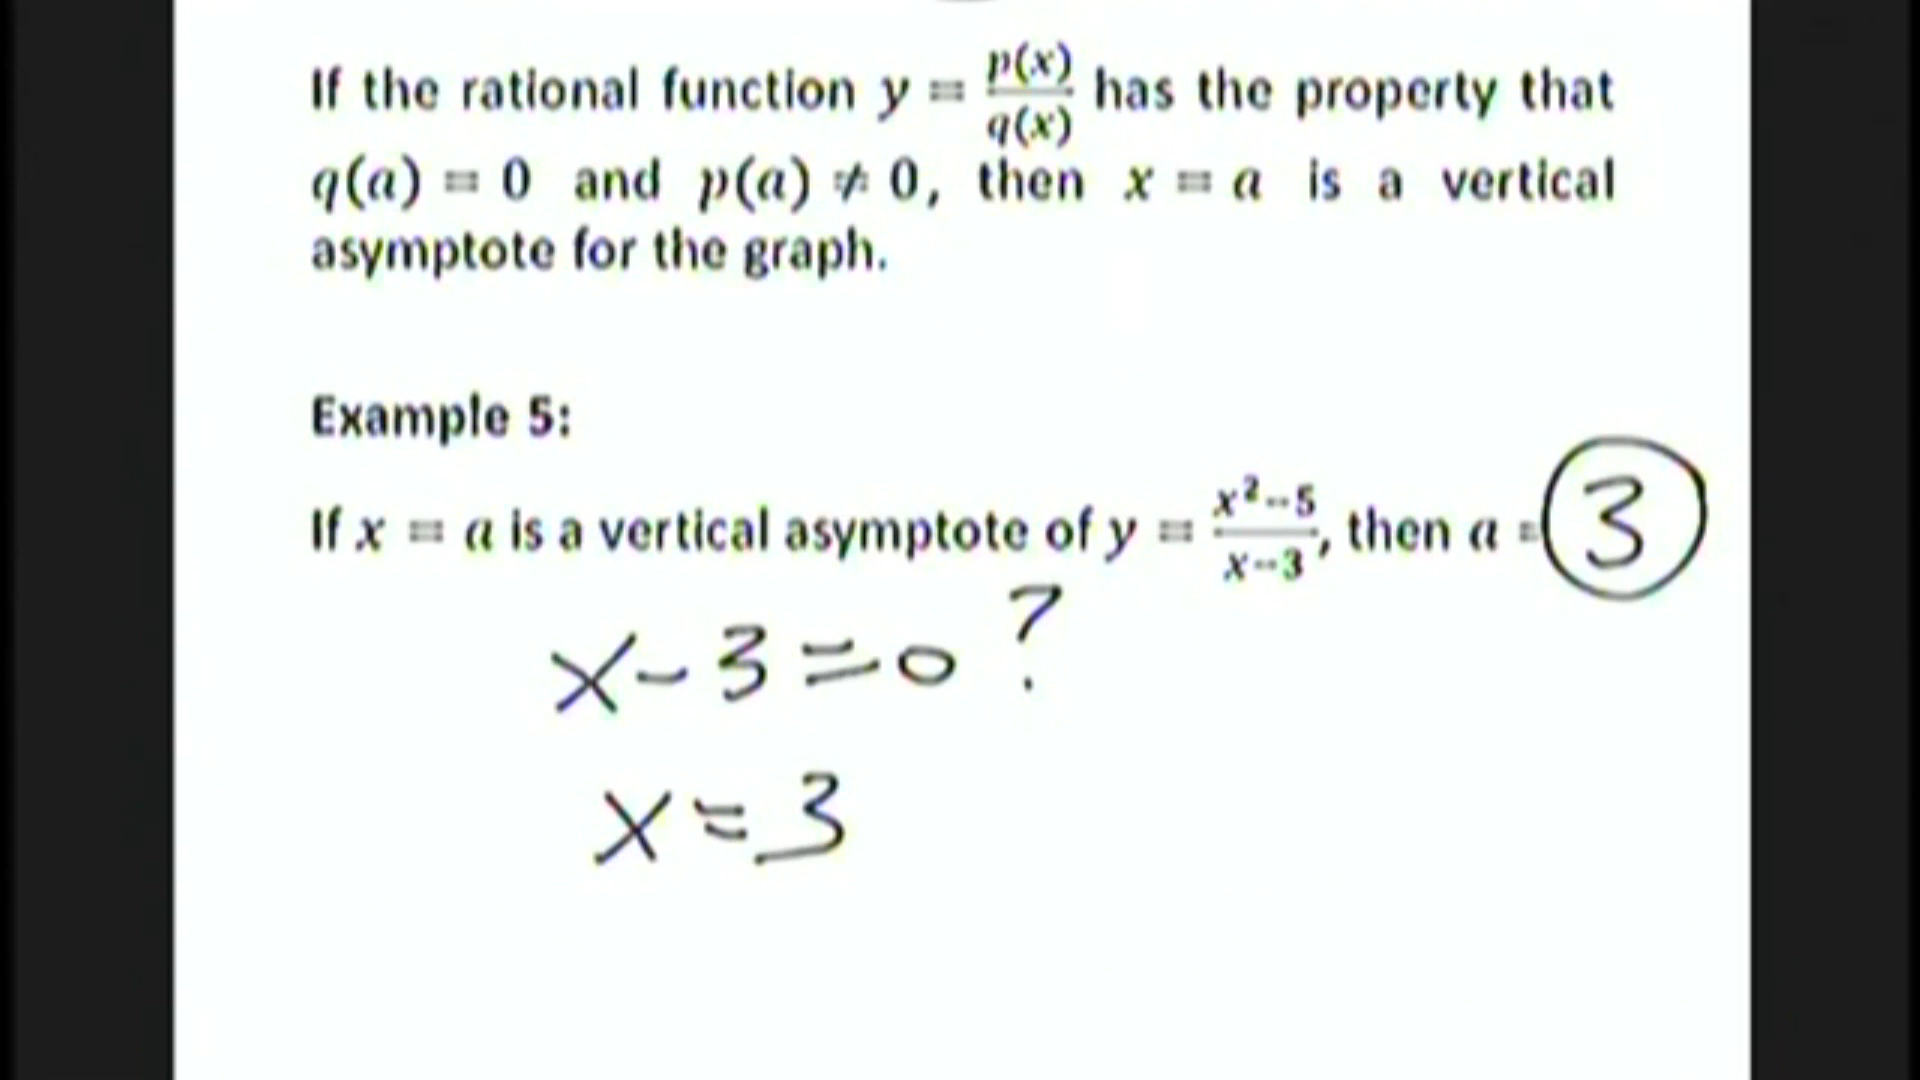 If the rational function y = p(x)/q(x) has the property that
q(a) = 0 and p(a) ≠ 0, then x = a is a vertical
asymptote for the graph.
Example 5:
If x = a is a vertical asymptote of y = x²-5/x-3, then a = 3
x-3=0?
x=3